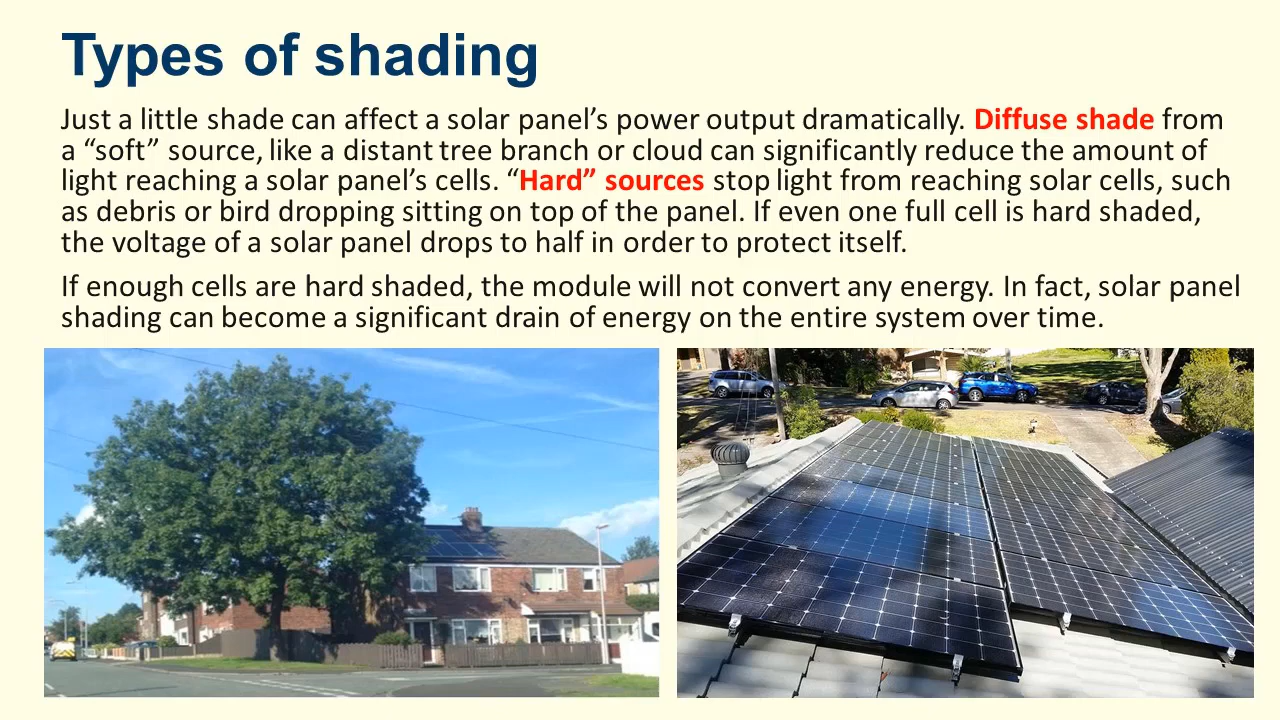 Types of shading
Just a little shade can affect a solar panel’s power output dramatically. Diffuse shade from
a “soft” source, like a distant tree branch or cloud can significantly reduce the amount of
light reaching a solar panel’s cells. “Hard” sources stop light from reaching solar cells, such
as debris or bird dropping sitting on top of the panel. If even one full cell is hard shaded,
the voltage of a solar panel drops to half in order to protect itself.
If enough cells are hard shaded, the module will not convert any energy. In fact, solar panel
shading can become a significant drain of energy on the entire system over time.